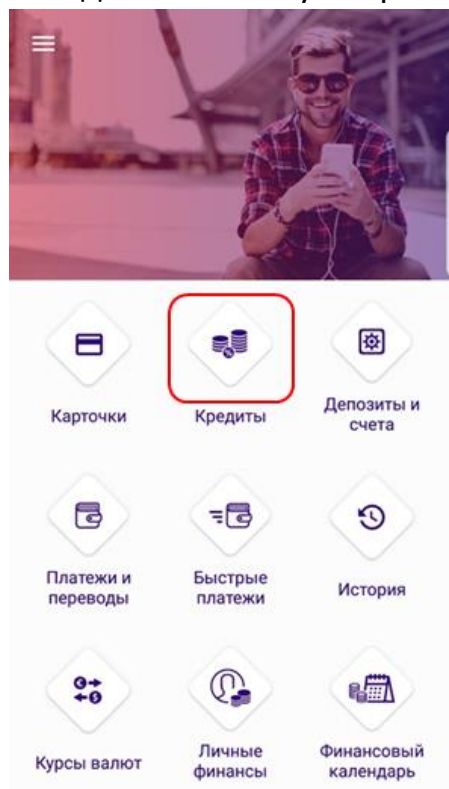 Карточки
Кредиты
Депозиты и
счета
Платежи и
переводы
Быстрые
платежи
История
Курсы валют
Личные
финансы
Финансовый
календарь